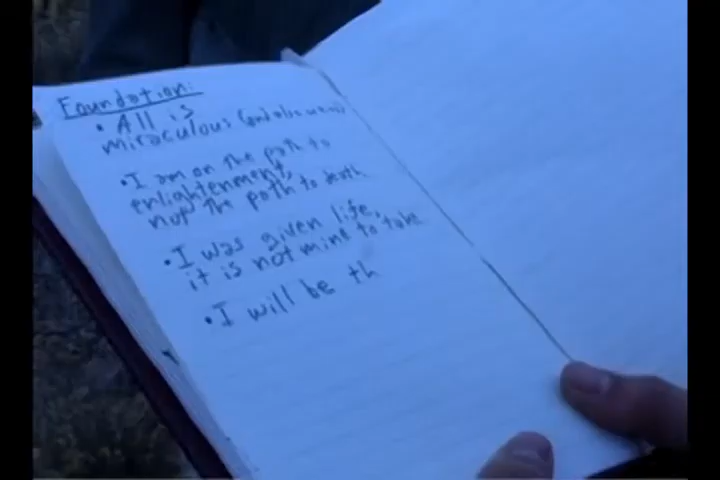 Foundation:
• All is
miraculous (and
• I am on the path to
enlightenment,
not the path to death
• I was given life,
it is not mine to take
• I will be th